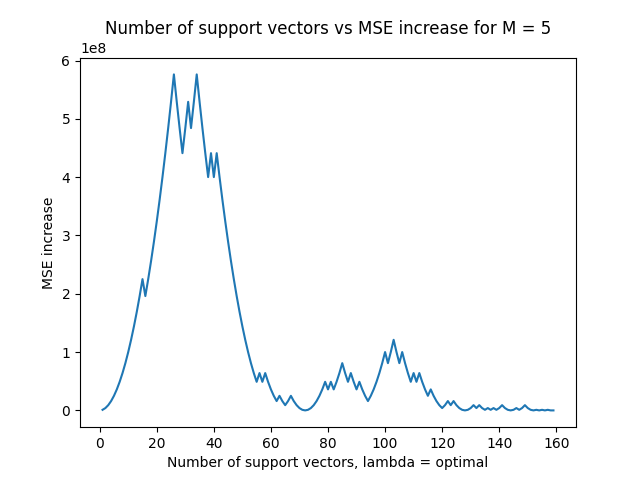 Number of support vectors vs MSE increase for M = 5
1e8
6
5
4
3
2
1
0
MSE increase
0 20 40 60 80 100 120 140 160
Number of support vectors, lambda = optimal